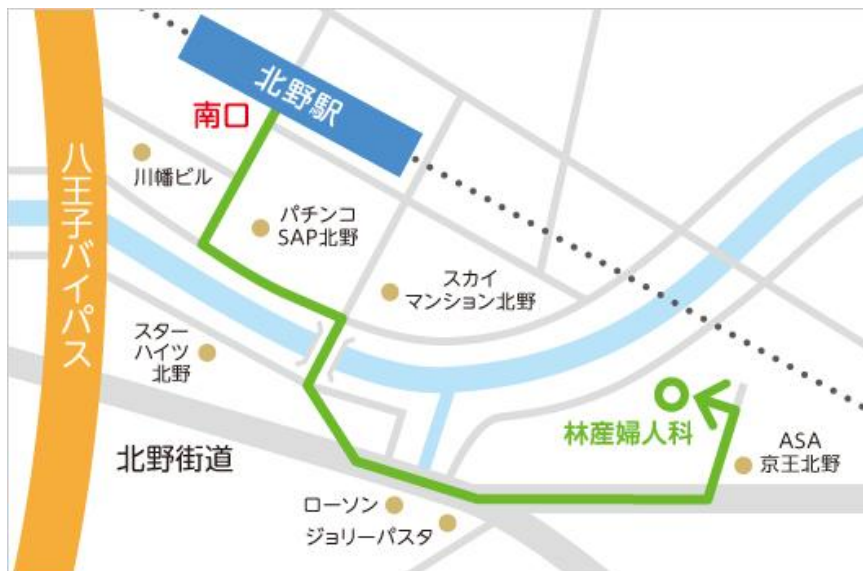 北野駅
南口
川幡ビル
パチンコ
SAP北野
八王子バイパス
スカイ
マンション北野
スター
ハイツ
北野
林産婦人科
ASA
京王北野
北野街道
ローソン
ジョリーパスタ